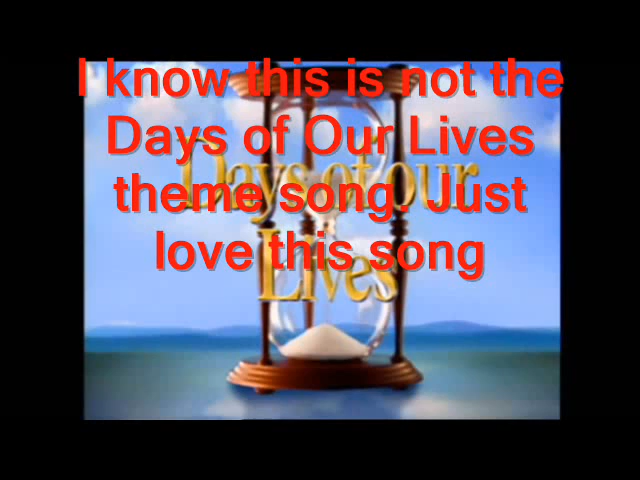 I know this is not the
Days of Our Lives
theme song. Just
love this song
Days of our
Lives